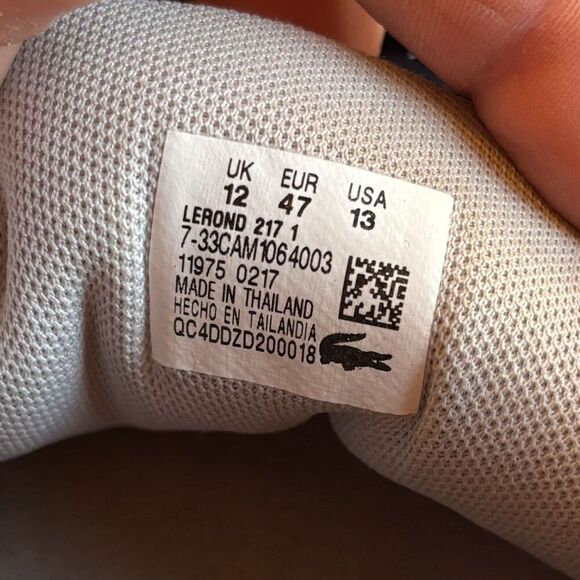 UK EUR USA
12 47 13
LEROND 217 1
7-33CAM1064003
11975 0217
MADE IN THAILAND
HECHO EN TAILANDIA
QC4DDZD200018